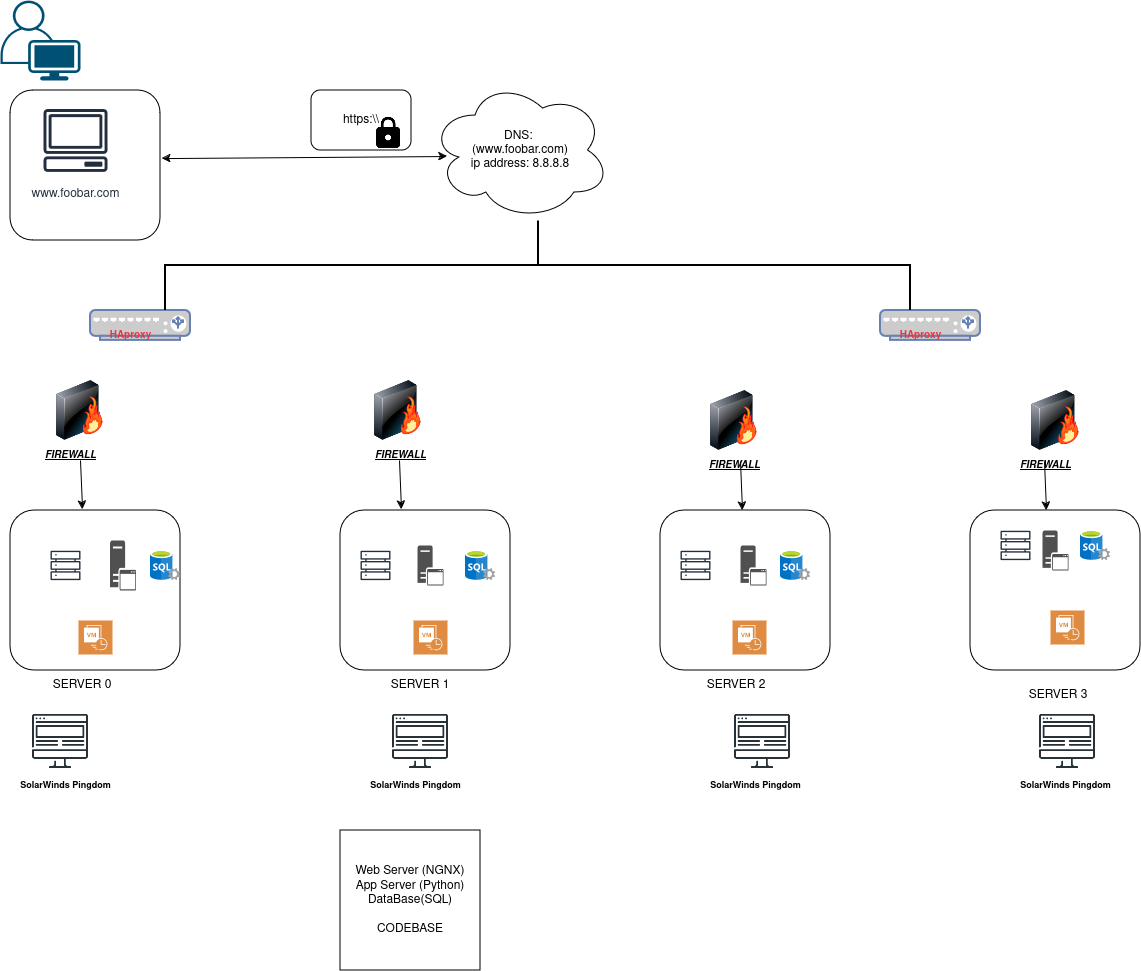 https:\\
DNS:
(www.foobar.com)
ip address: 8.8.8.8
www.foobar.com
HAproxy
HAproxy
FIREWALL
FIREWALL
FIREWALL
FIREWALL
SQL
SQL
SQL
SQL
VM
VM
VM
VM
SERVER 0
SERVER 1
SERVER 2
SERVER 3
SolarWinds Pingdom
SolarWinds Pingdom
SolarWinds Pingdom
SolarWinds Pingdom
Web Server (NGNX)
App Server (Python)
DataBase(SQL)
CODEBASE